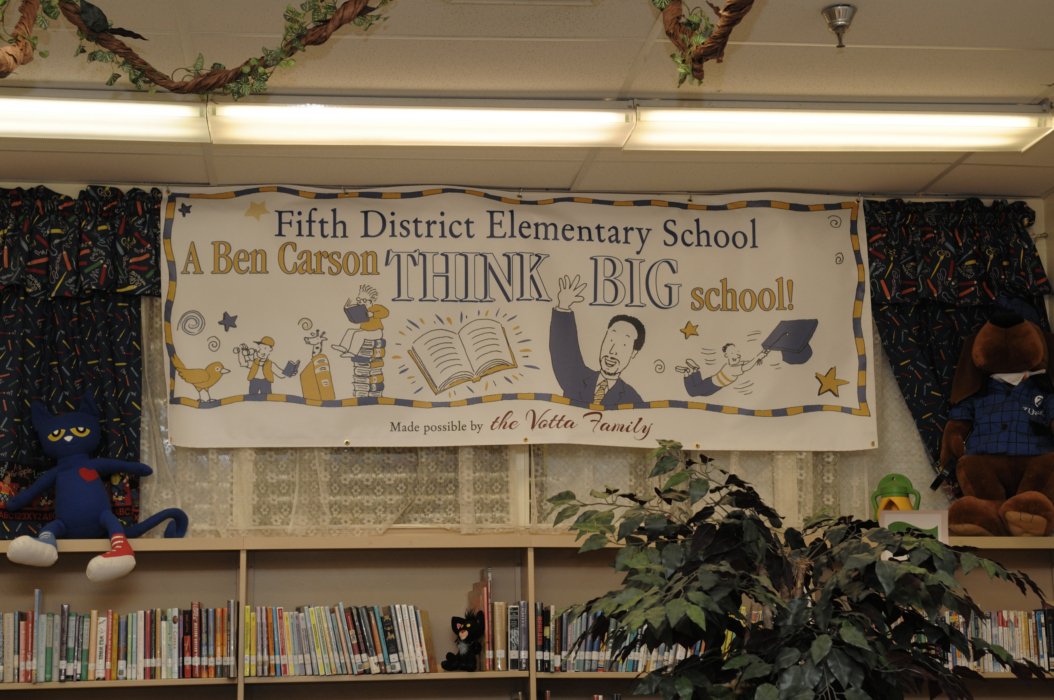 Fifth District Elementary School
A Ben Carson THINK BIG school!
Made possible by the Votta Family